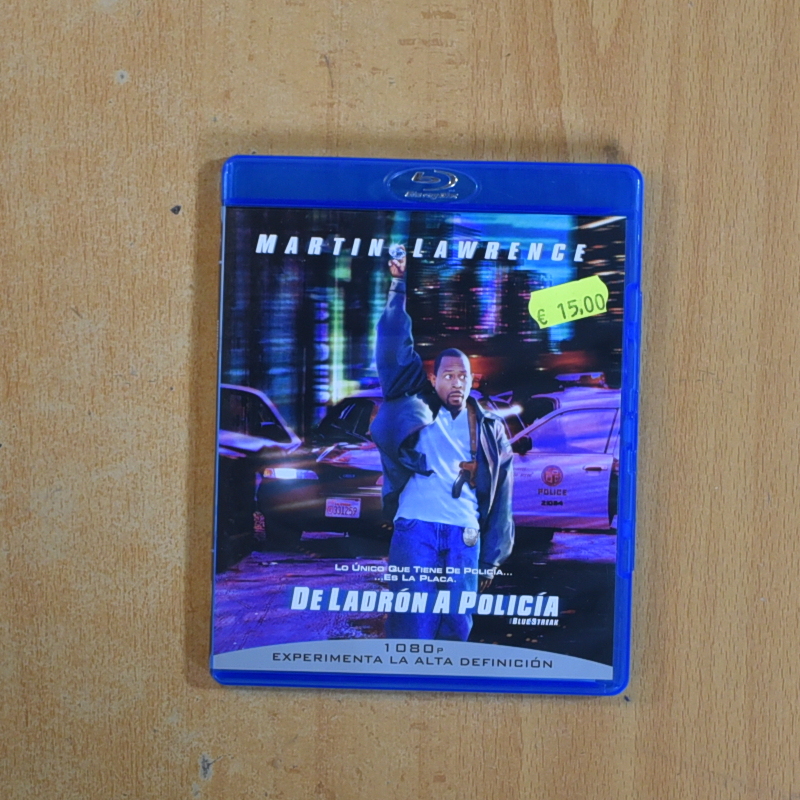 Blu-ray Disc
MARTIN LAWRENCE
€ 15,00
POLICE
LO ÚNICO QUE TIENE DE POLICÍA...
...ES LA PLACA.
DE LADRÓN A POLICÍA
BLUE STREAK
1080P
EXPERIMENTA LA ALTA DEFINICIÓN